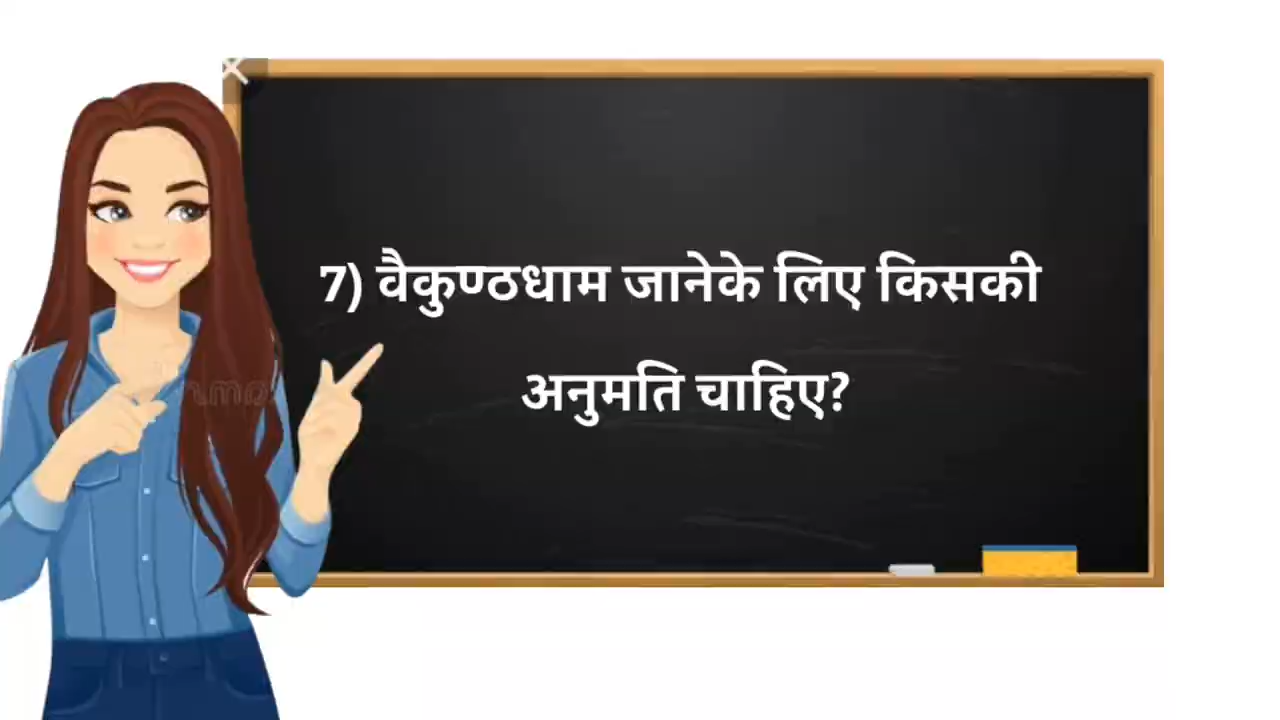 7) वैकुण्ठधाम जानेके लिए किसकी
अनुमति चाहिए?